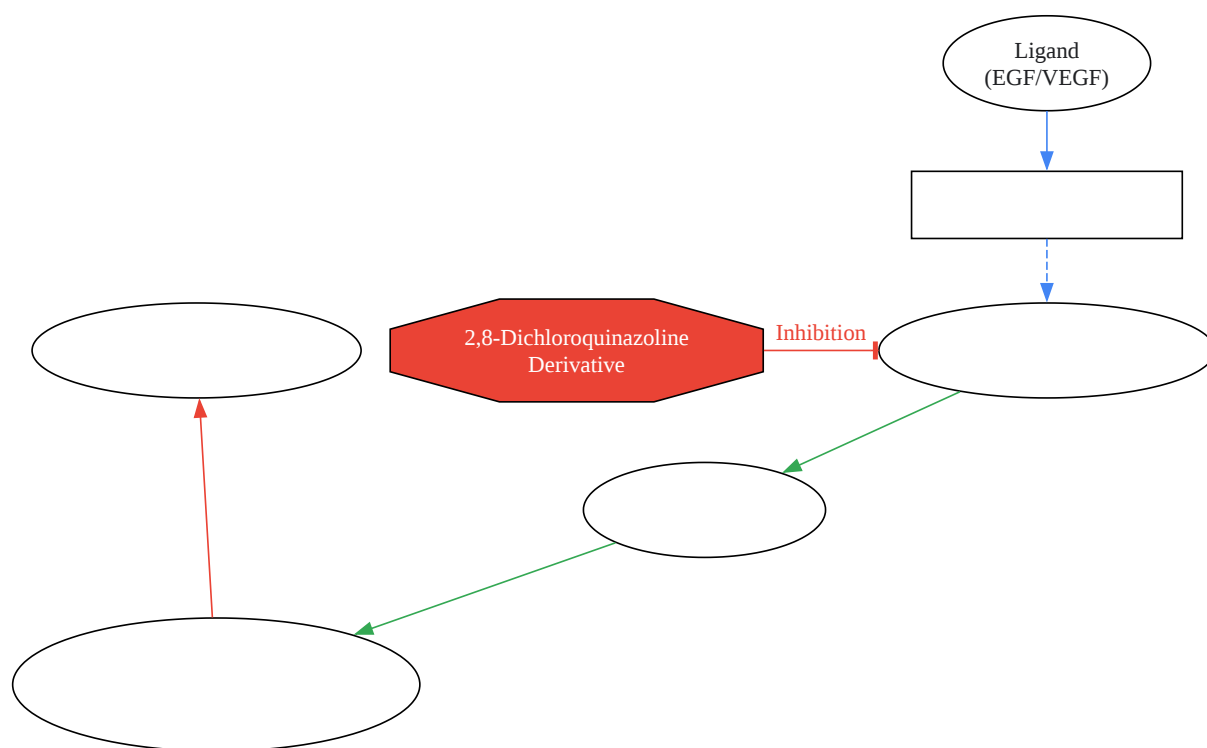 Ligand
(EGF/VEGF)
2,8-Dichloroquinazoline
Derivative
Inhibition